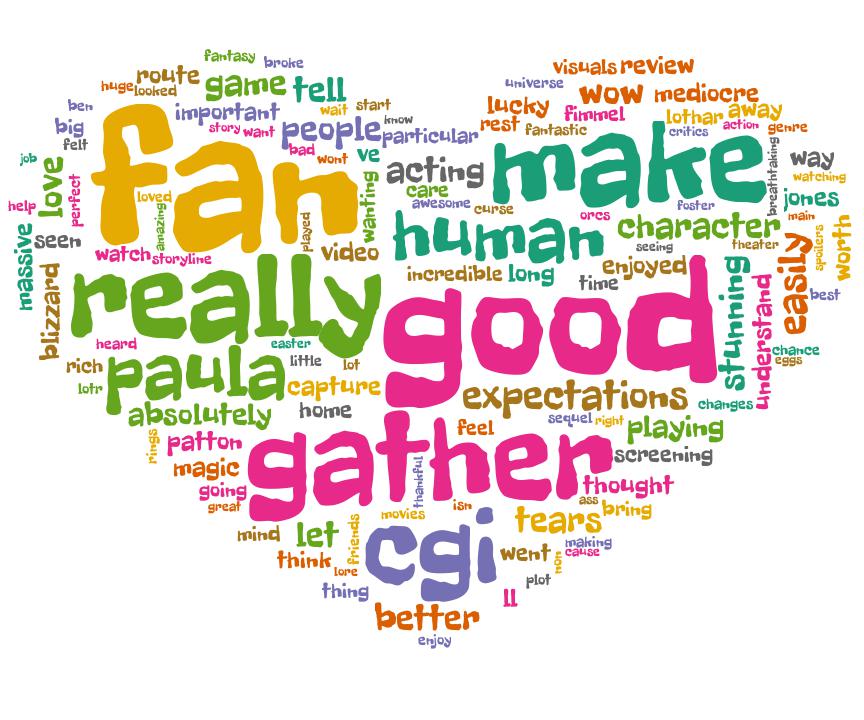 fantasy
broke
huge
looked
route
game
tell
visuals
review
universe
wow
mediocre
ben
important
wait
start
lucky
fimmel
lothar
away
big
story
want
people
know
particular
rest
fantastic
critics
action
genre
felt
fan
bad
wont
ve
acting
make
breathtaking
way
job
love
perfect
loved
amazing
wanting
care
awesome
curse
orcs
foster
watching
jones
help
played
human
character
main
massive
seen
watch
storyline
video
seeing
theater
spoilers
worth
blizzard
really
incredible
long
time
enjoyed
stunning
understand
easily
best
heard
easter
good
rich
little
lot
chance
eggs
lotr
paula
capture
expectations
changes
absolutely
home
sequel
right
rings
patton
gather
feel
playing
magic
screening
going
thankful
thought
great
movies
isn
ass
bring
mind
let
friends
cgi
tears
think
lore
went
non
making
cause
thing
plot
ll
better
enjoy